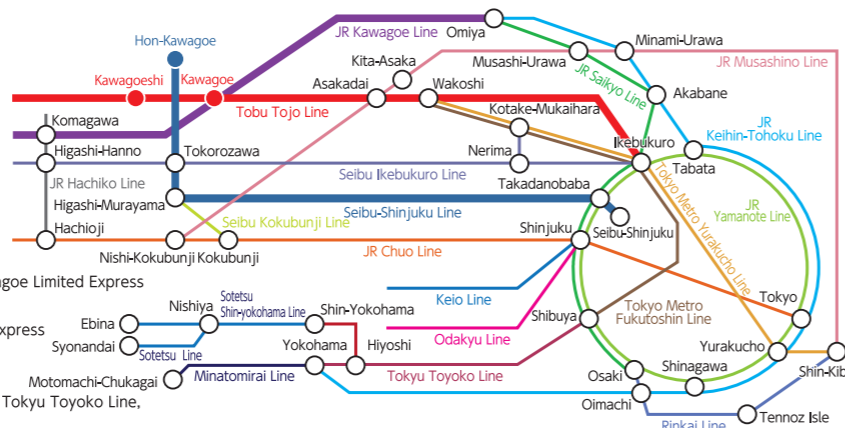 Omiya
JR Kawagoe Line
Hon-Kawagoe
Minami-Urawa
Kita-Asaka
Musashi-Urawa
JR Musashino Line
Kawagoeshi
Kawagoe
Asakadai
Wakoshi
JR Saikyo Line
Akabane
Tobu Tojo Line
Kotake-Mukaihara
JR
Keihin-Tohoku Line
Komagawa
Ikebukuro
Higashi-Hanno
Tokorozawa
Nerima
Tabata
Seibu Ikebukuro Line
JR Hachiko Line
Takadanobaba
Tokyo Metro Yurakucho Line
JR
Yamanote Line
Higashi-Murayama
Seibu-Shinjuku Line
Seibu Kokubunji Line
Seibu-Shinjuku
Hachioji
Shinjuku
Nishi-Kokubunji
Kokubunji
JR Chuo Line
goe Limited Express
Keio Line
Sotetsu
Shin-yokohama Line
Nishiya
Shin-Yokohama
Tokyo Metro
Fukutoshin Line
Tokyo
Ebina
xpress
Odakyu Line
Shibuya
Syonandai
Sotetsu Line
Yokohama
Hiyoshi
Yurakucho
Motomachi-Chukagai
Minatomirai Line
Tokyu Toyoko Line
Osaki
Shinagawa
Shin-Kib
Tokyu Toyoko Line,
Oimachi
Rinkai Line
Tennoz Isle